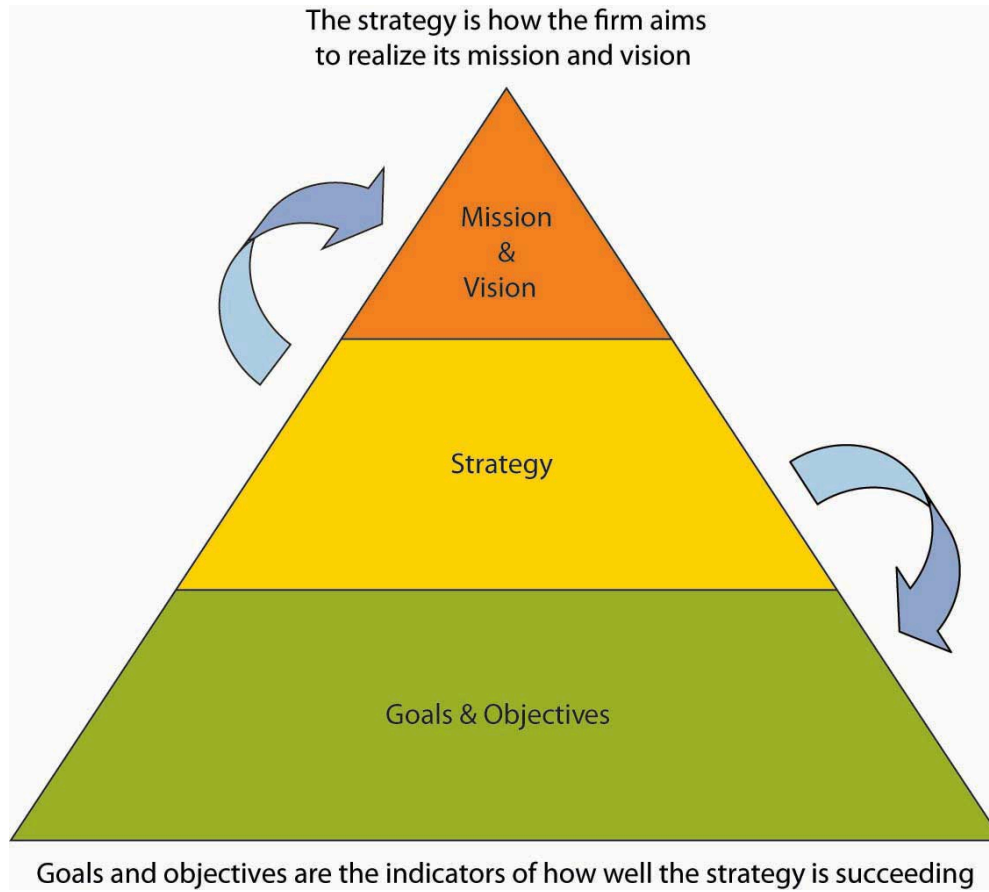 The strategy is how the firm aims
to realize its mission and vision
Mission
&
Vision
Strategy
Goals & Objectives
Goals and objectives are the indicators of how well the strategy is succeeding